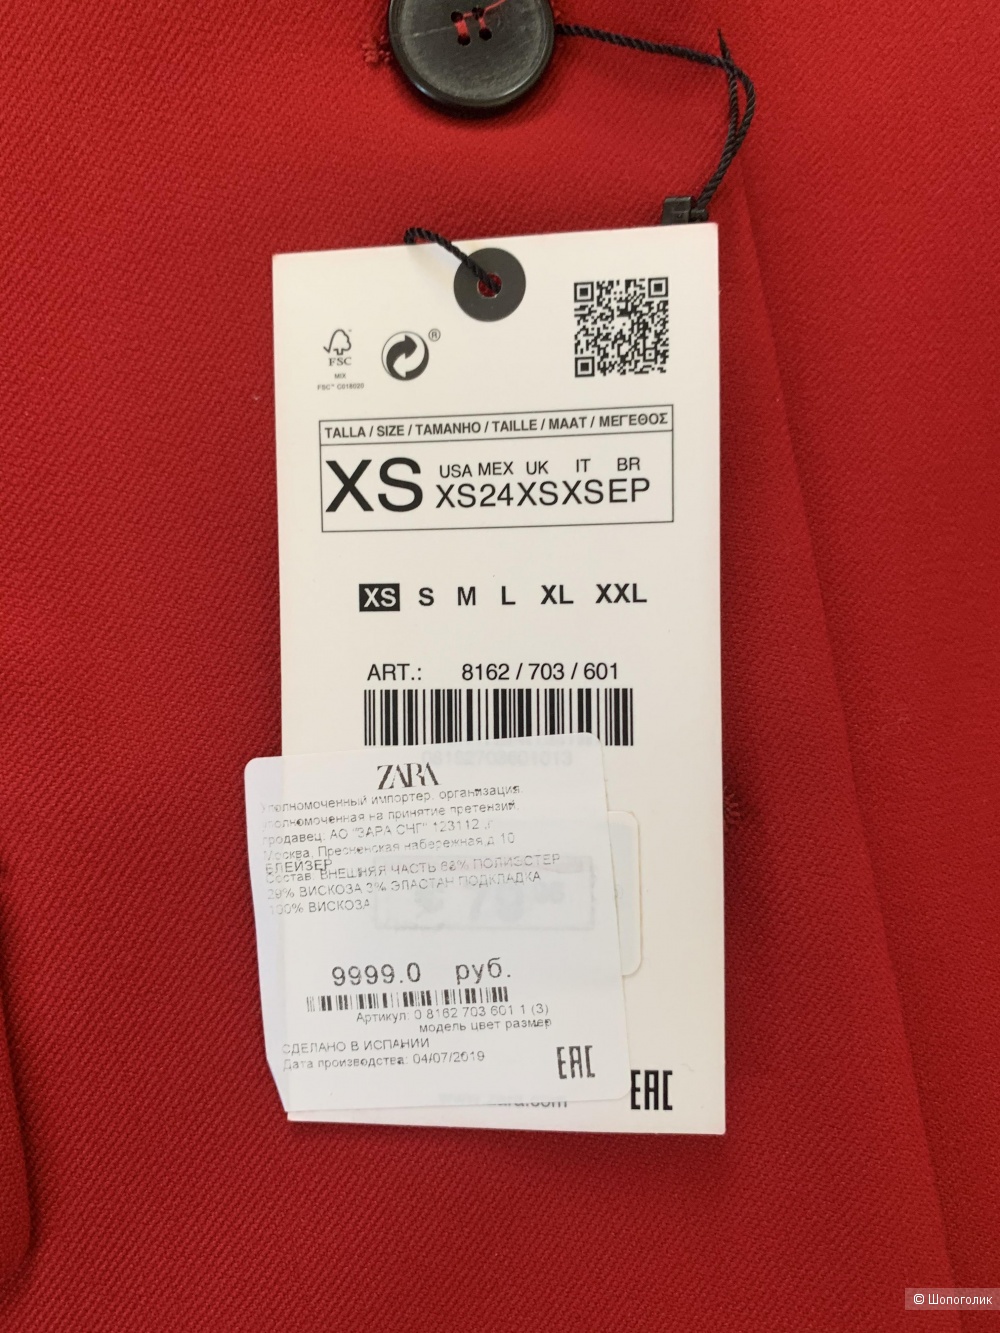 FSC
MIX
FSC™ C018020
®
TALLA / SIZE / TAMANHO / TAILLE / MAAT / ΜΕΓΕΘΟΣ
XS
USA MEX UK IT BR
XS 24 XS XS EP
XS S M L XL XXL
ART.: 8162 / 703 / 601
ZARA
Уполномоченный импортер, организация
уполномоченная на принятие претензий,
продавец: АО "ЗАРА СНГ" 123112 ,г.
Москва, Пресненская набережная,д.10
БЛЕЙЗЕР
Состав: ВНЕШНЯЯ ЧАСТЬ 68% ПОЛИЭСТЕР
29% ВИСКОЗА 3% ЭЛАСТАН ПОДКЛАДКА
100% ВИСКОЗА
9999.0 руб.
Артикул: 0 8162 703 601 1 (3)
модель цвет размер
СДЕЛАНО В ИСПАНИИ
Дата производства: 04/07/2019
EAC
EAC
© Шопоголик